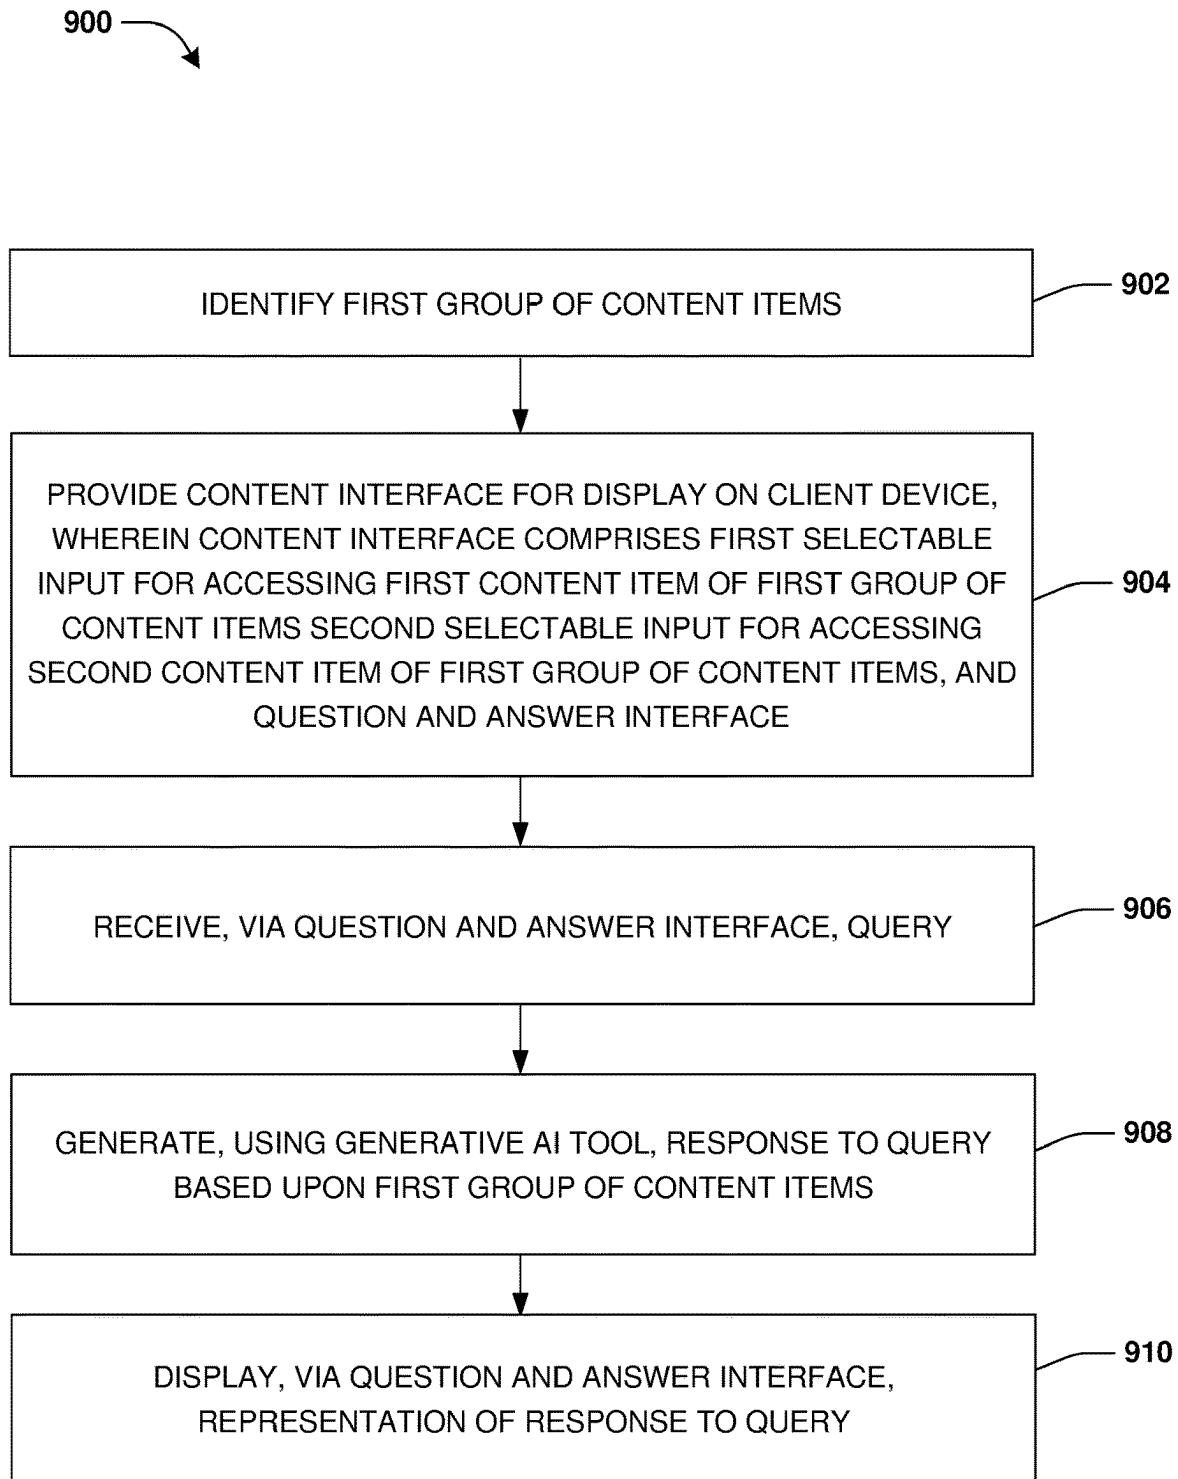 900
IDENTIFY FIRST GROUP OF CONTENT ITEMS
902
PROVIDE CONTENT INTERFACE FOR DISPLAY ON CLIENT DEVICE,
WHEREIN CONTENT INTERFACE COMPRISES FIRST SELECTABLE
INPUT FOR ACCESSING FIRST CONTENT ITEM OF FIRST GROUP OF
CONTENT ITEMS SECOND SELECTABLE INPUT FOR ACCESSING
SECOND CONTENT ITEM OF FIRST GROUP OF CONTENT ITEMS, AND
QUESTION AND ANSWER INTERFACE
904
RECEIVE, VIA QUESTION AND ANSWER INTERFACE, QUERY
906
GENERATE, USING GENERATIVE AI TOOL, RESPONSE TO QUERY
BASED UPON FIRST GROUP OF CONTENT ITEMS
908
DISPLAY, VIA QUESTION AND ANSWER INTERFACE,
REPRESENTATION OF RESPONSE TO QUERY
910